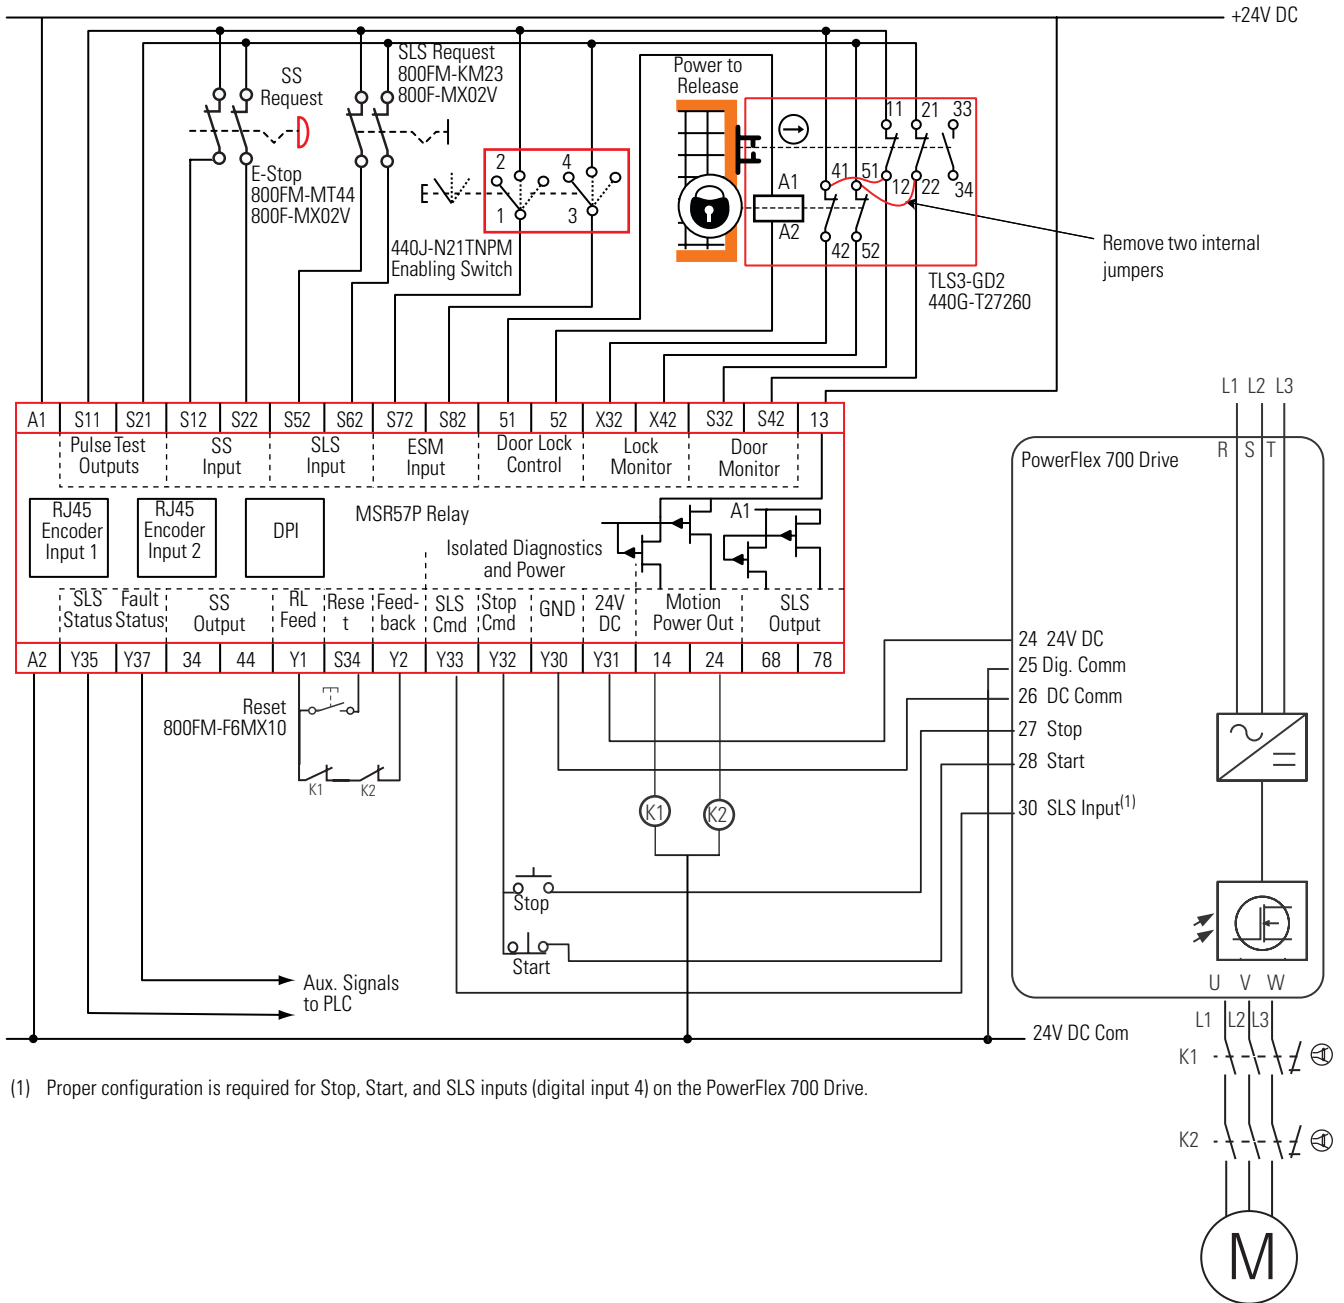 +24V DC
SS
Request
E-Stop
800FM-MT44
800F-MX02V
SLS Request
800FM-KM23
800F-MX02V
2
4
1
3
440J-N21TNPM
Enabling Switch
Power to
Release
A1
A2
11
21
33
41
51
12
22
34
42
52
Remove two internal
jumpers
TLS3-GD2
440G-T27260
A1 S11 S21 S12 S22 S52 S62 S72 S82 51 52 X32 X42 S32 S42 13
Pulse Test
Outputs
SS
Input
SLS
Input
ESM
Input
Door Lock
Control
Lock
Monitor
Door
Monitor
RJ45
Encoder
Input 1
RJ45
Encoder
Input 2
DPI
MSR57P Relay
A1
Isolated Diagnostics
and Power
SLS
Status
Fault
Status
SS
Output
RL
Feed
Rese
t
Feed-
back
SLS
Cmd
Stop
Cmd
GND
24V
DC
Motion
Power Out
SLS
Output
A2 Y35 Y37 34 44 Y1 S34 Y2 Y33 Y32 Y30 Y31 14 24 68 78
Reset
800FM-F6MX10
K1
K2
K1
K2
Stop
Start
Aux. Signals
to PLC
L1 L2 L3
R S T
PowerFlex 700 Drive
24 24V DC
25 Dig. Comm
26 DC Comm
27 Stop
28 Start
30 SLS Input(1)
U V W
L1 L2 L3
24V DC Com
K1
K2
M
(1) Proper configuration is required for Stop, Start, and SLS inputs (digital input 4) on the PowerFlex 700 Drive.